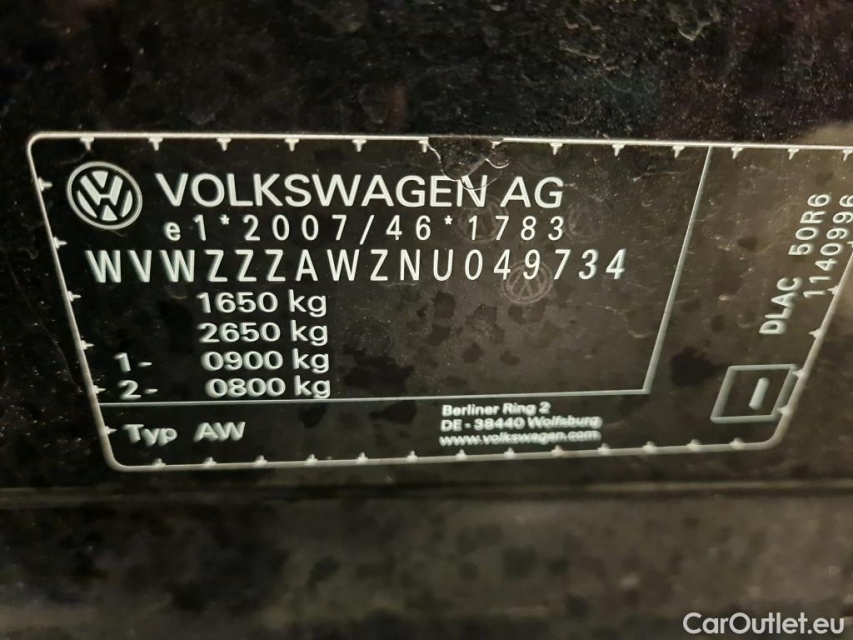 VOLKSWAGEN AG
e1*2007/46*1783
WVWZZZAWZNU049734
1650 kg
2650 kg
1- 0900 kg
2- 0800 kg
Typ AW
Berliner Ring 2
DE - 38440 Wolfsburg
www.volkswagen.com
DLAC 50R6
1140996
CarOutlet.eu